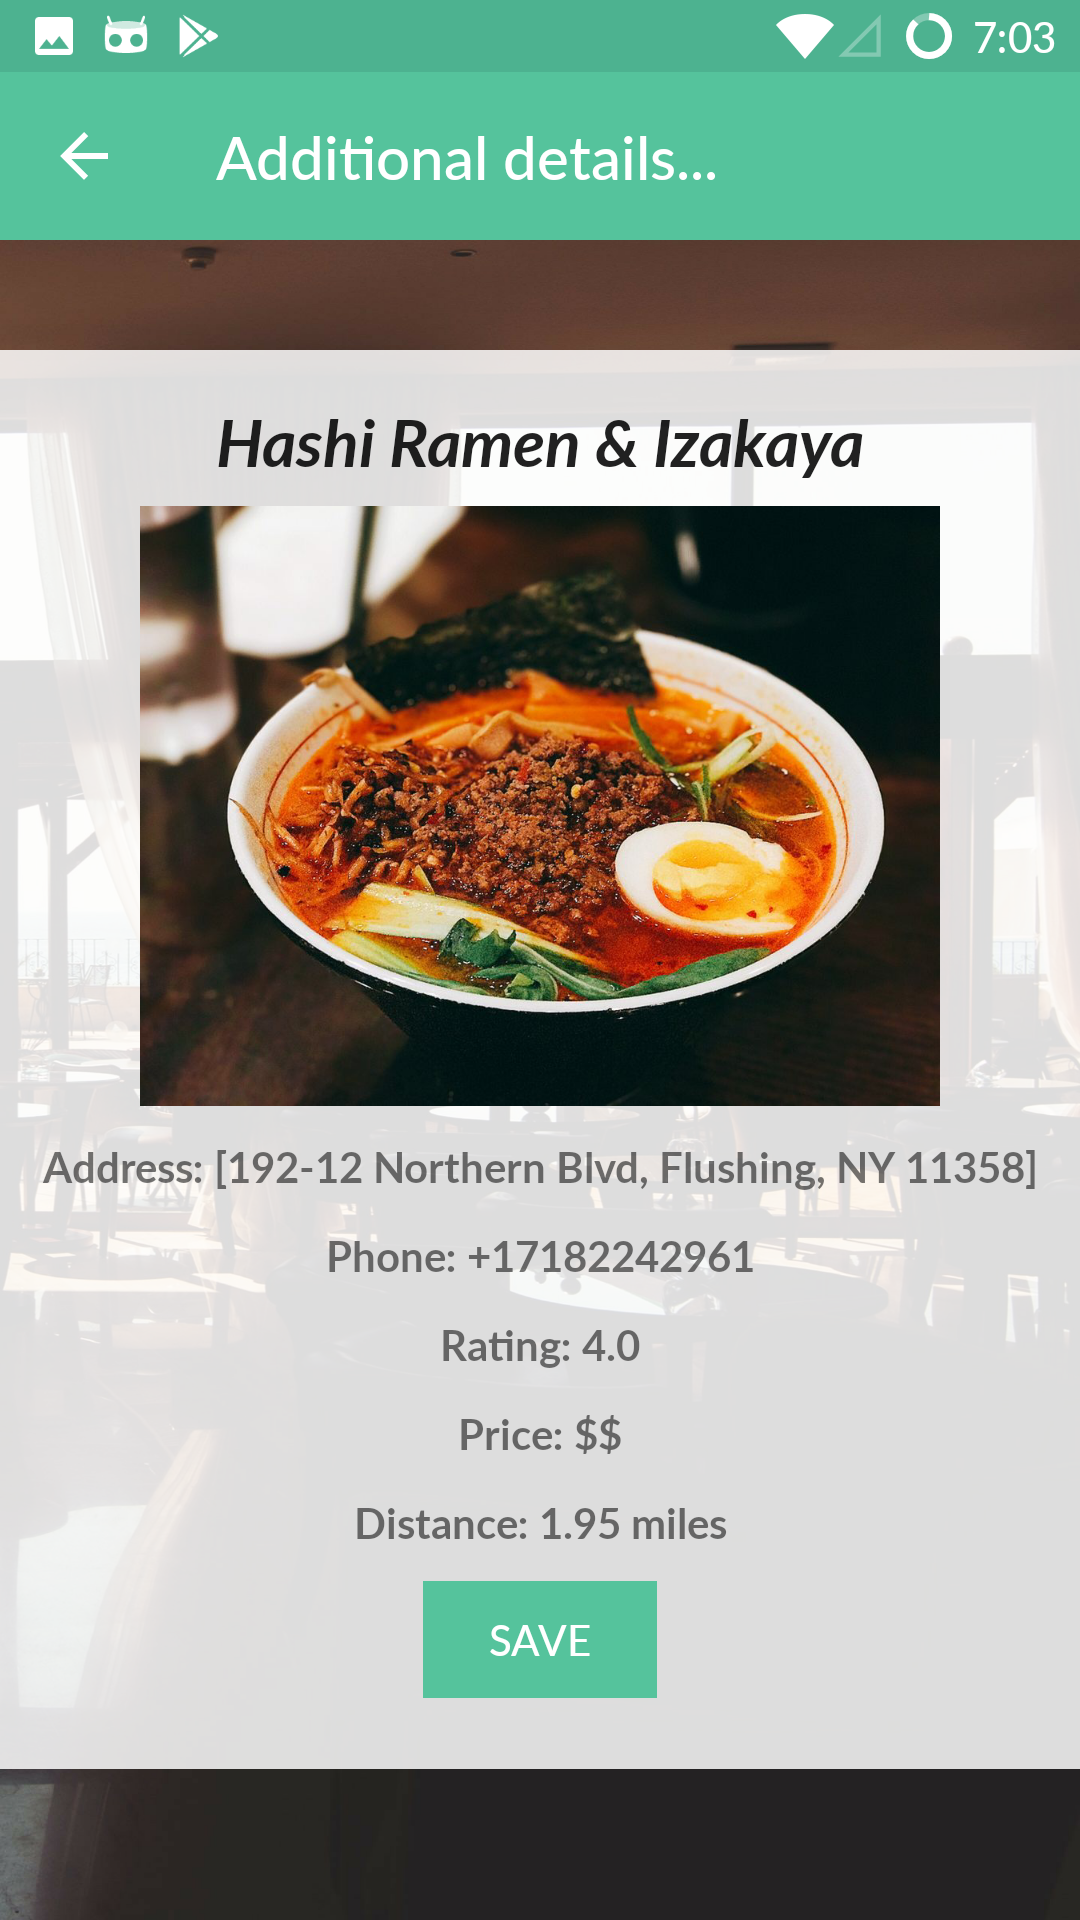 7:03
Additional details...
Hashi Ramen & Izakaya
Address: [192-12 Northern Blvd, Flushing, NY 11358]
Phone: +17182242961
Rating: 4.0
Price: $$
Distance: 1.95 miles
SAVE